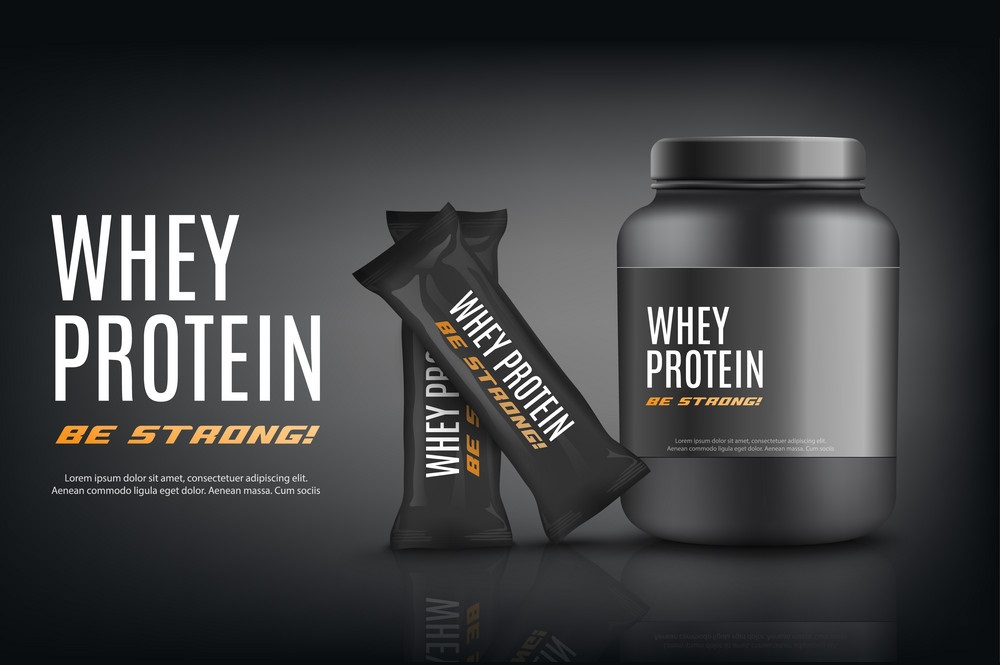 WHEY
PROTEIN
BE STRONG!
Lorem ipsum dolor sit amet, consectetuer adipiscing elit.
Aenean commodo ligula eget dolor. Aenean massa. Cum sociis
WHEY PRO
BE S
WHEY PROTEIN
BE STRONG!
WHEY
PROTEIN
BE STRONG!
Lorem ipsum dolor sit amet, consectetuer adipiscing elit.
Aenean commodo ligula eget dolor. Aenean massa. Cum sociis